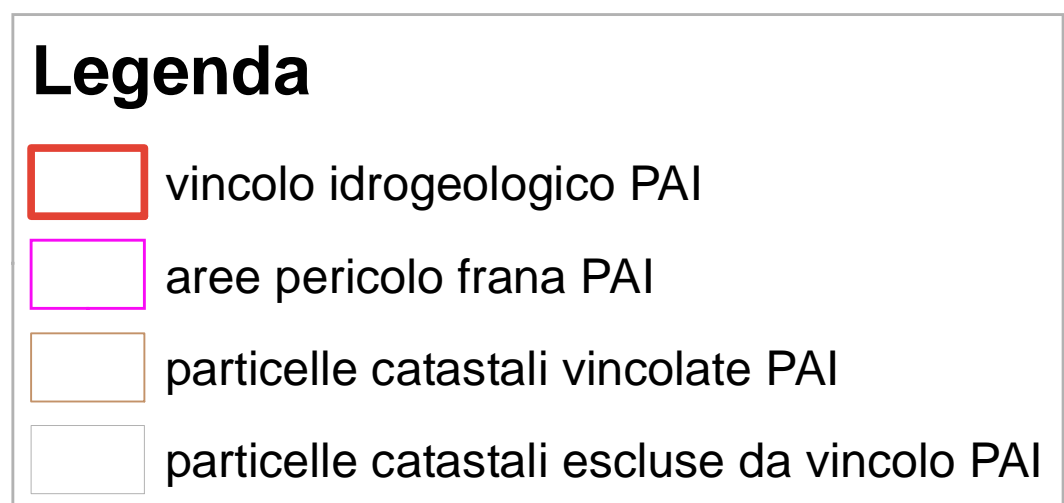 Legenda
vincolo idrogeologico PAI
aree pericolo frana PAI
particelle catastali vincolate PAI
particelle catastali escluse da vincolo PAI